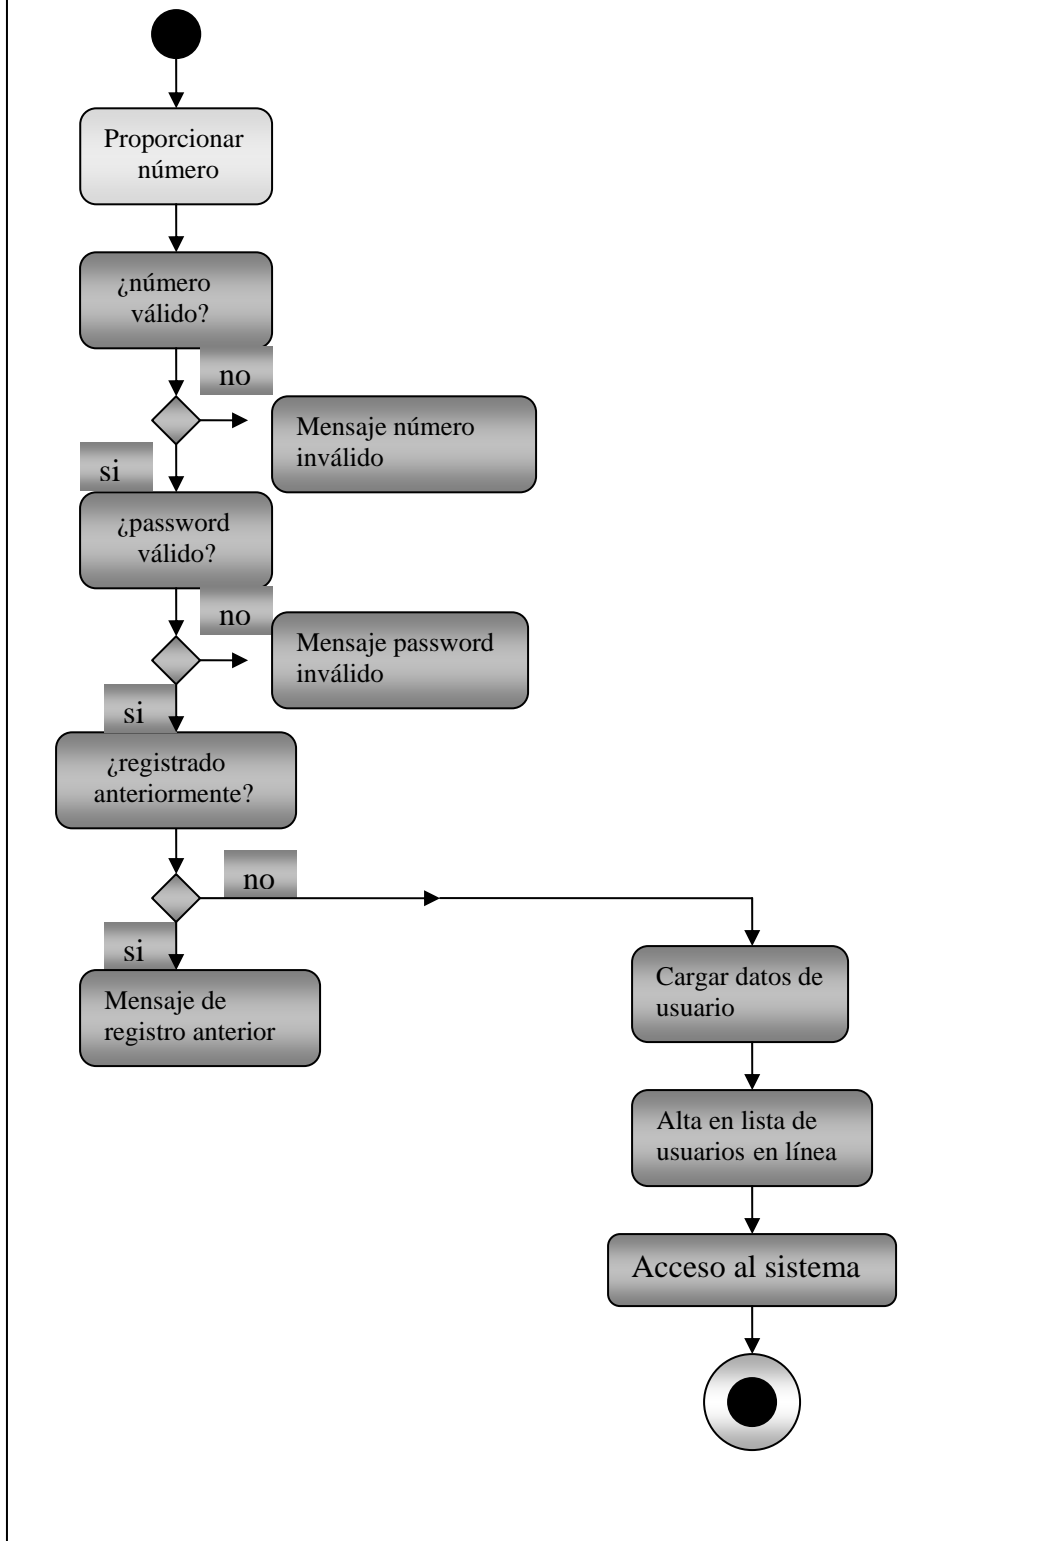 Proporcionar
número
¿número
válido?
no
Mensaje número
inválido
si
¿password
válido?
no
Mensaje password
inválido
si
¿registrado
anteriormente?
no
si
Mensaje de
registro anterior
Cargar datos de
usuario
Alta en lista de
usuarios en línea
Acceso al sistema